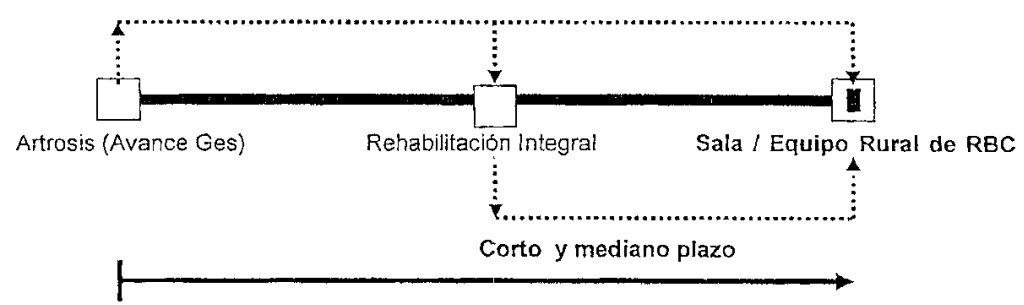 Artrosis (Avance Ges)
Rehabilitación Integral
Sala / Equipo Rural de RBC
Corto y mediano plazo